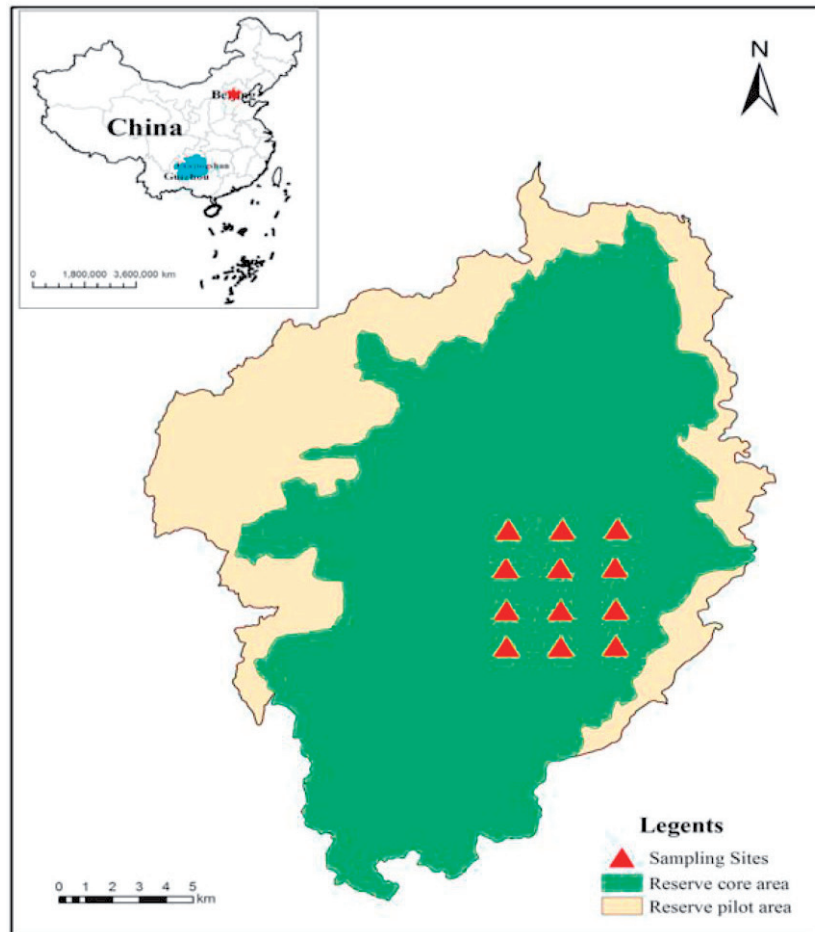 N
Beijing
China
Guizhou
0 1,800,000 3,600,000 km
Legents
Sampling Sites
Reserve core area
Reserve pilot area
0 1 2 3 4 5
km